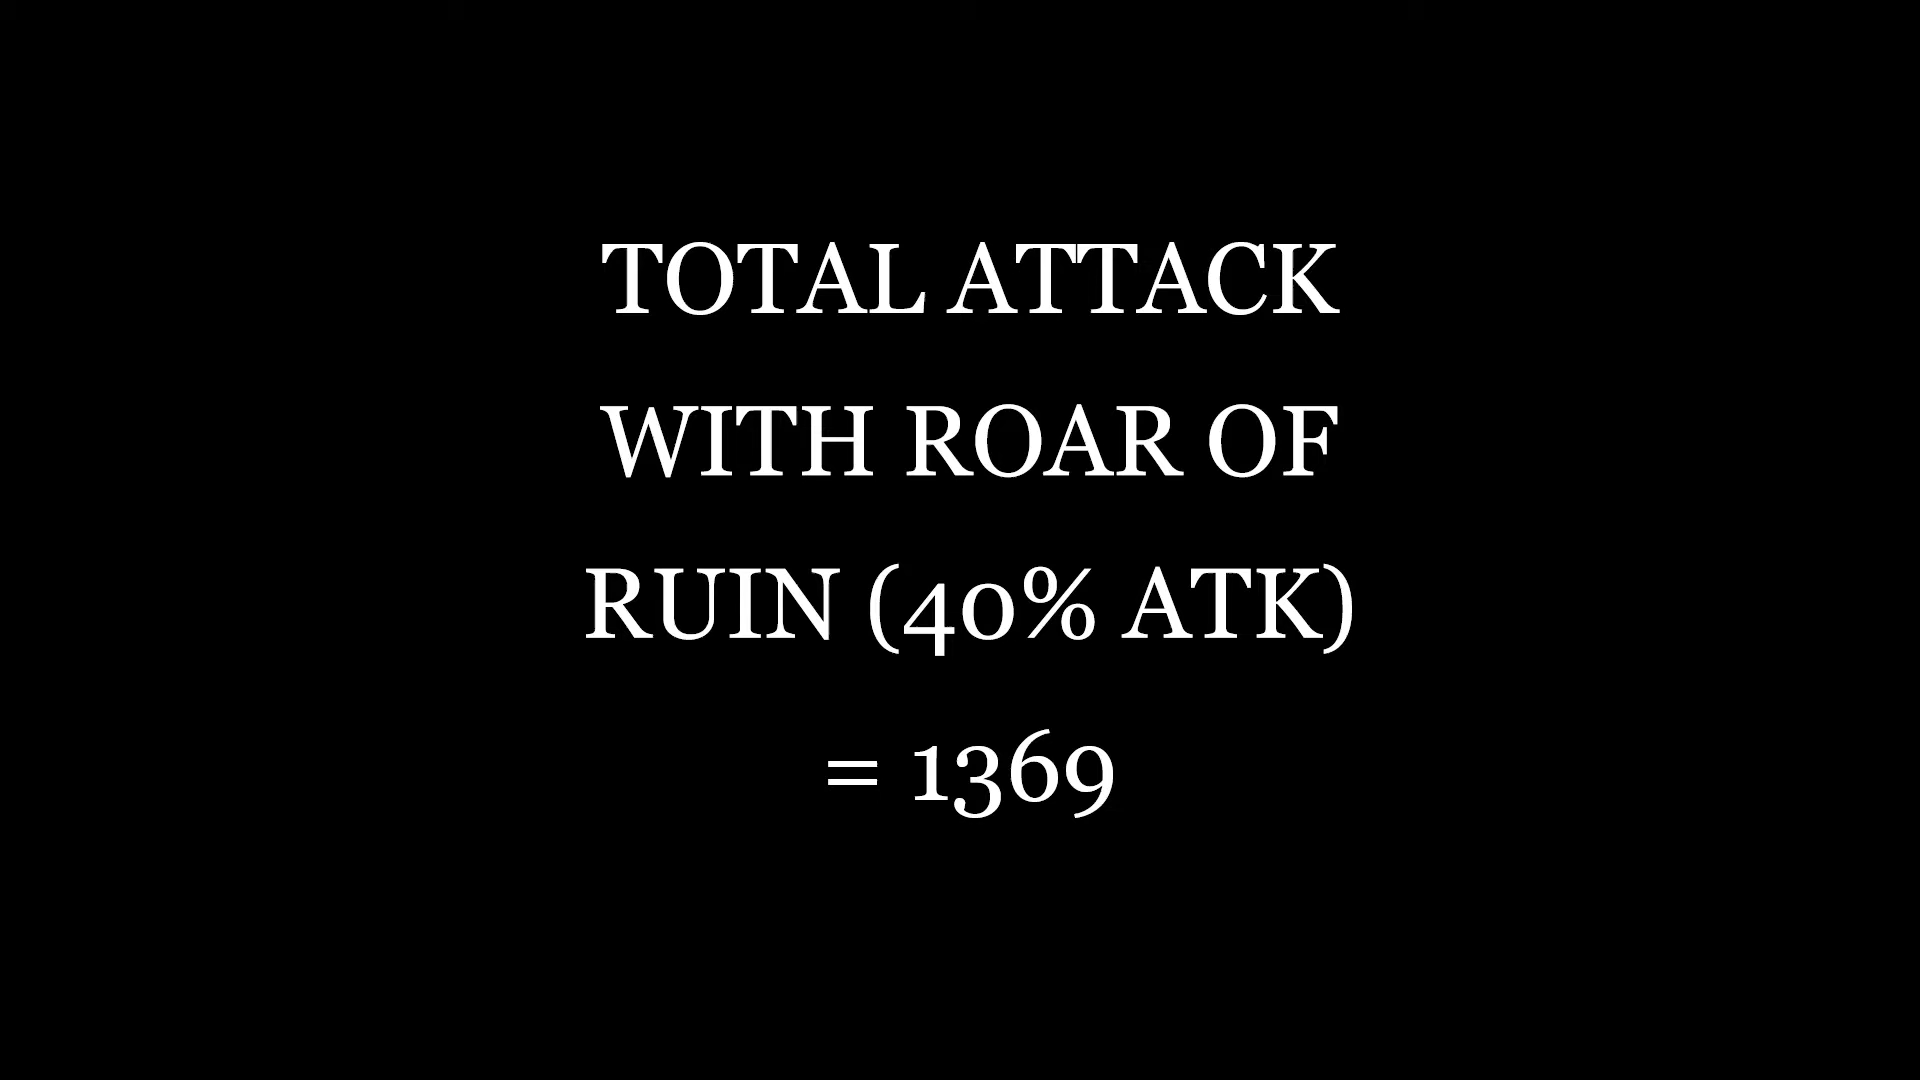 TOTAL ATTACK
WITH ROAR OF
RUIN (40% ATK)
= 1369